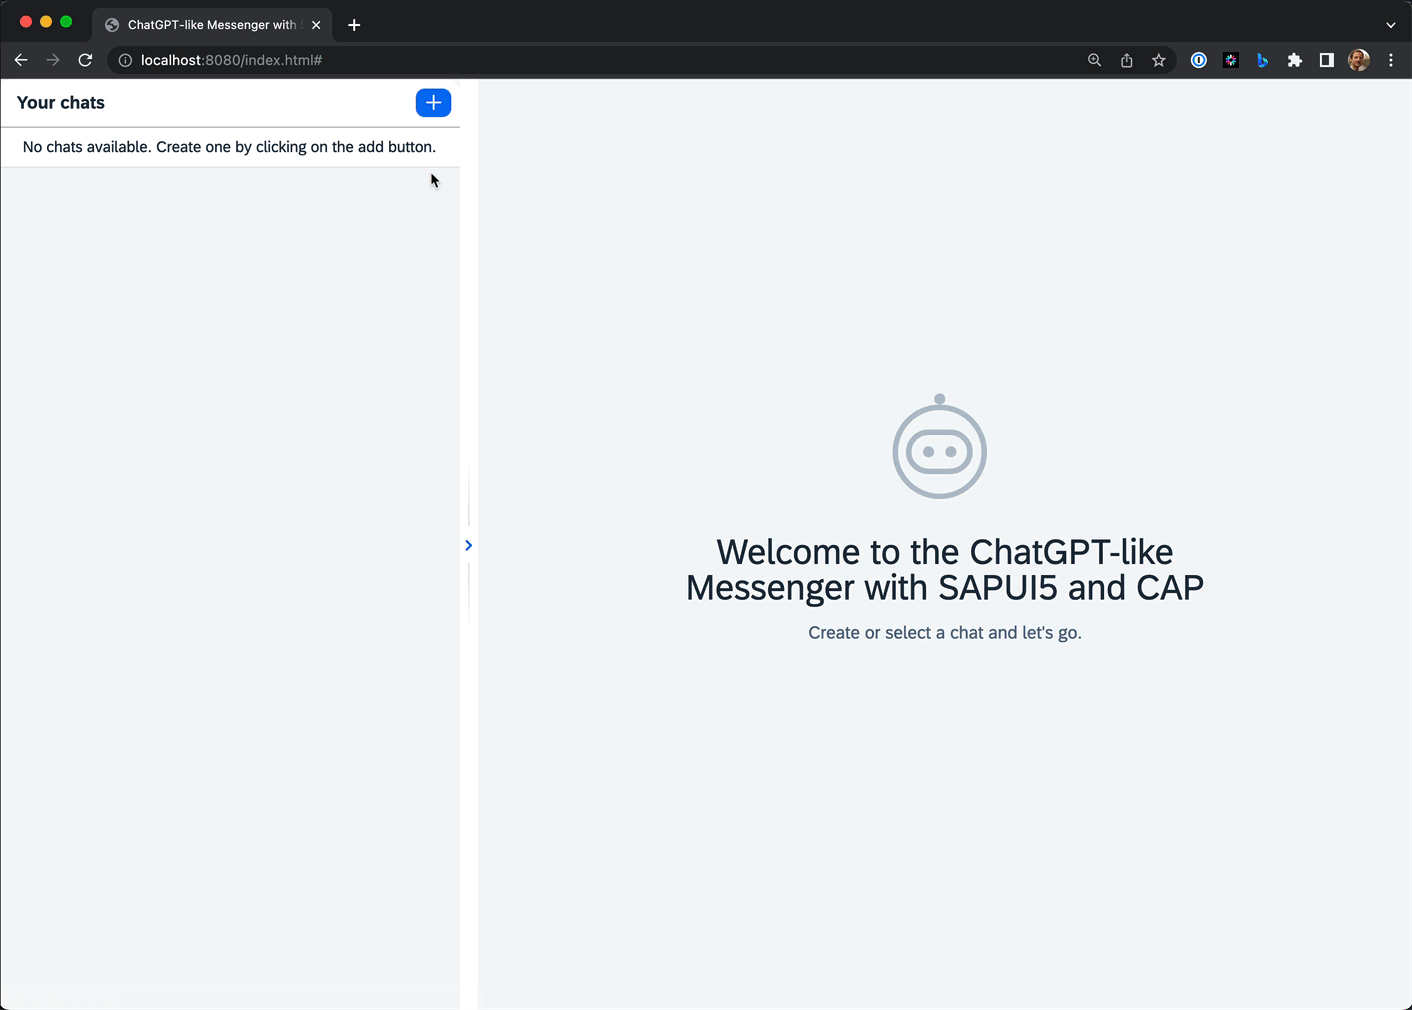 ChatGPT-like Messenger with
localhost:8080/index.html#
Your chats
No chats available. Create one by clicking on the add button.
Welcome to the ChatGPT-like
Messenger with SAPUI5 and CAP
Create or select a chat and let's go.